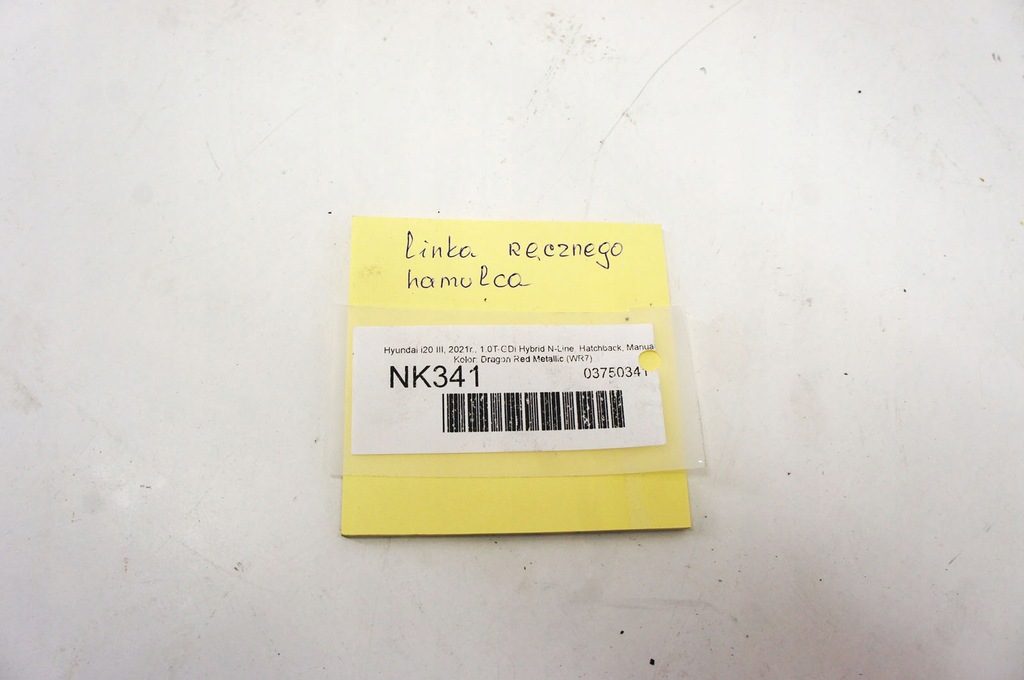 linka ręcznego
hamulca
Hyundai i20 III, 2021r., 1.0T-GDi Hybrid N-Line, Hatchback, Manua
Kolor: Dragon Red Metallic (WR7)
NK341 03750341